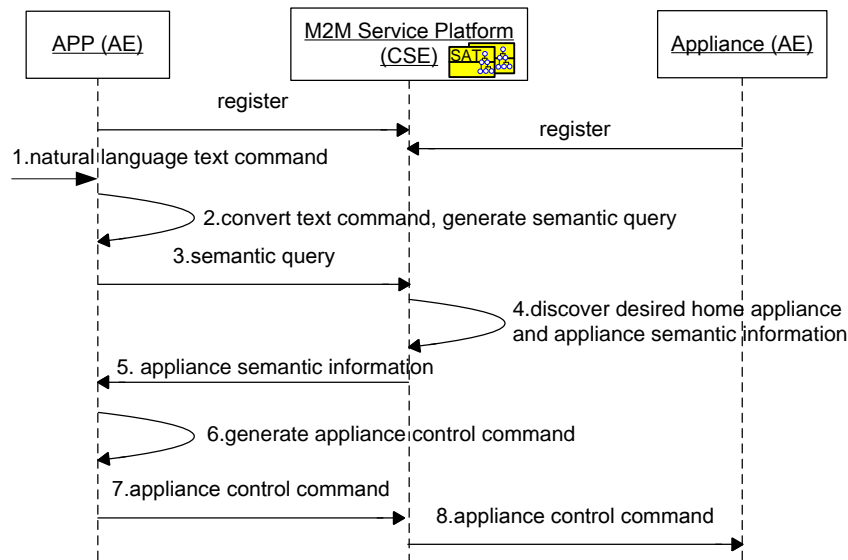 APP (AE)
M2M Service Platform
(CSE)
SAT
Appliance (AE)
register
register
1.natural language text command
2.convert text command, generate semantic query
3.semantic query
4.discover desired home appliance
and appliance semantic information
5. appliance semantic information
6.generate appliance control command
7.appliance control command
8.appliance control command